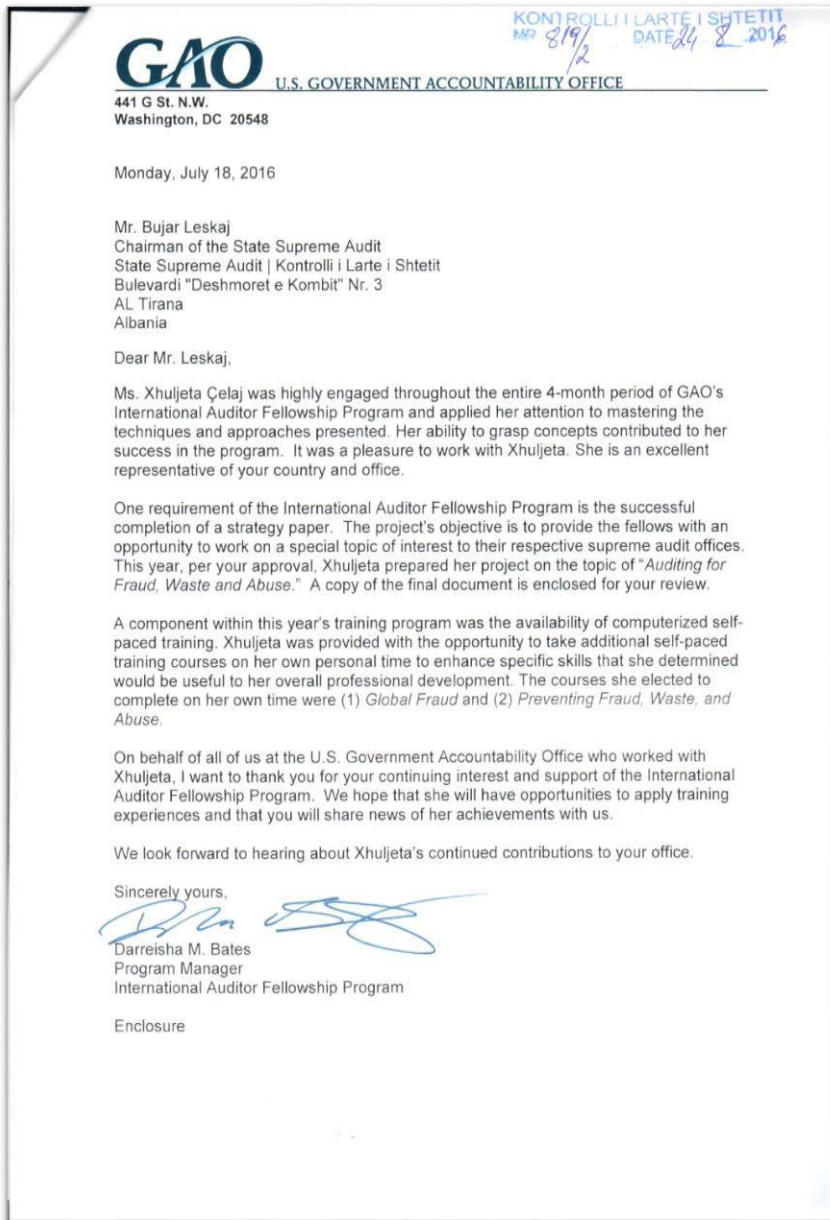 KONTROLLI I LARTE I SHTETIT
NR 819/2 DATE 24 8 .2016
GAO
U.S. GOVERNMENT ACCOUNTABILITY OFFICE
441 G St. N.W.
Washington, DC 20548
Monday, July 18, 2016
Mr. Bujar Leskaj
Chairman of the State Supreme Audit
State Supreme Audit | Kontrolli i Larte i Shtetit
Bulevardi "Deshmoret e Kombit" Nr. 3
AL Tirana
Albania
Dear Mr. Leskaj,
Ms. Xhuljeta Çelaj was highly engaged throughout the entire 4-month period of GAO's
International Auditor Fellowship Program and applied her attention to mastering the
techniques and approaches presented. Her ability to grasp concepts contributed to her
success in the program. It was a pleasure to work with Xhuljeta. She is an excellent
representative of your country and office.
One requirement of the International Auditor Fellowship Program is the successful
completion of a strategy paper. The project's objective is to provide the fellows with an
opportunity to work on a special topic of interest to their respective supreme audit offices.
This year, per your approval, Xhuljeta prepared her project on the topic of "Auditing for
Fraud, Waste and Abuse." A copy of the final document is enclosed for your review.
A component within this year's training program was the availability of computerized self-
paced training. Xhuljeta was provided with the opportunity to take additional self-paced
training courses on her own personal time to enhance specific skills that she determined
would be useful to her overall professional development. The courses she elected to
complete on her own time were (1) Global Fraud and (2) Preventing Fraud, Waste, and
Abuse.
On behalf of all of us at the U.S. Government Accountability Office who worked with
Xhuljeta, I want to thank you for your continuing interest and support of the International
Auditor Fellowship Program. We hope that she will have opportunities to apply training
experiences and that you will share news of her achievements with us.
We look forward to hearing about Xhuljeta's continued contributions to your office.
Sincerely yours,
Darreisha M. Bates
Program Manager
International Auditor Fellowship Program
Enclosure